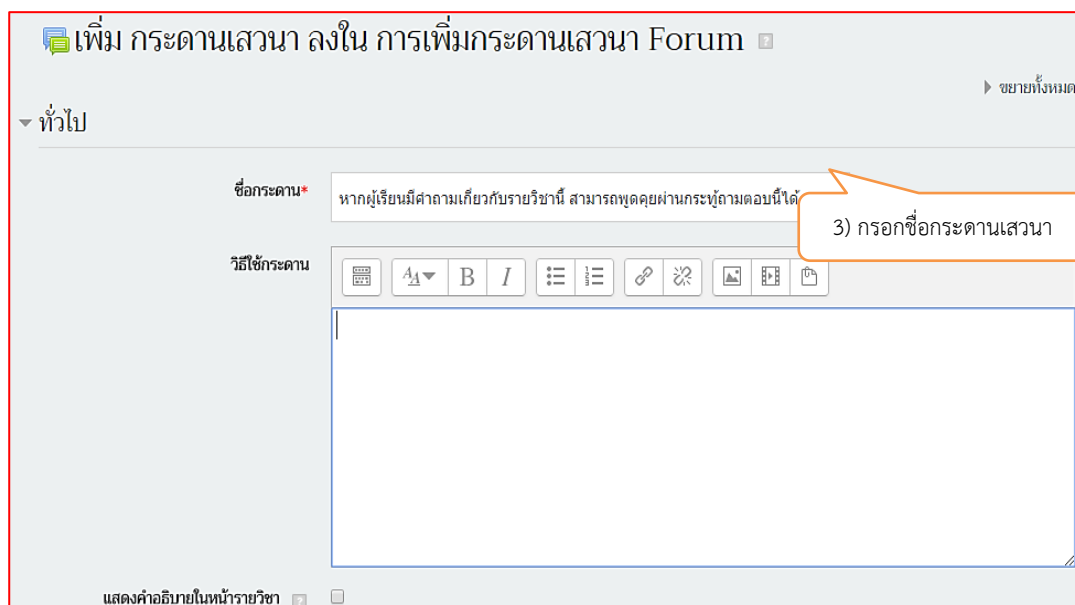 เพิ่ม กระดานเสวนา ลงใน การเพิ่มกระดานเสวนา Forum
ขยายทั้งหมด
ทั่วไป
ชื่อกระดาน*
หากผู้เรียนมีคำถามเกี่ยวกับรายวิชานี้ สามารถพูดคุยผ่านกระทู้ถามตอบนี้ได้
3) กรอกชื่อกระดานเสวนา
วิธีใช้กระดาน
แสดงคำอธิบายในหน้ารายวิชา